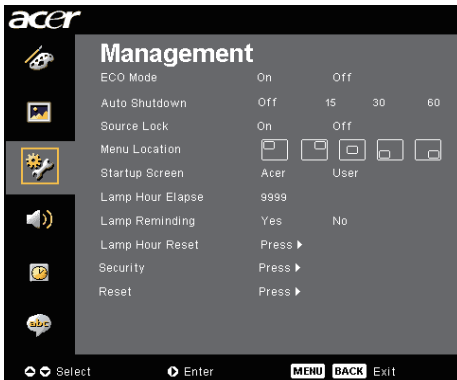 acer
Management
ECO Mode On Off
Auto Shutdown Off 15 30 60
Source Lock On Off
Menu Location
Startup Screen Acer User
Lamp Hour Elapse 9999
Lamp Reminding Yes No
Lamp Hour Reset Press
Security Press
Reset Press
abc
Select Enter MENU BACK Exit